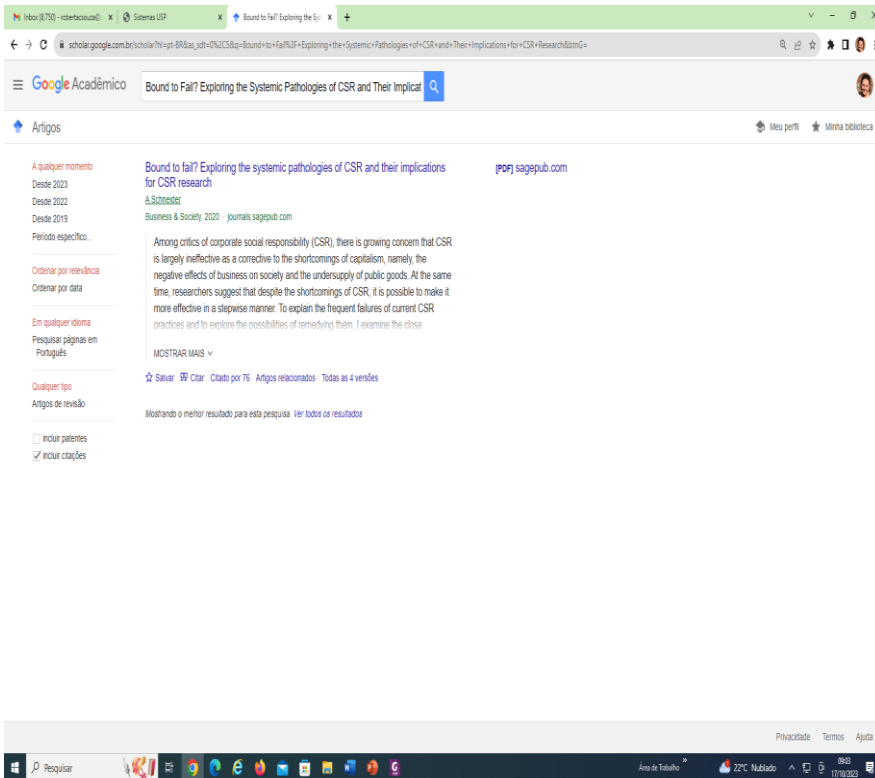 Inbox (8,750) - robertacsouza@ x
Sistemas USP x
Bound to Fail? Exploring the Sys x +
scholar.google.com.br/scholar?hl=pt-BR&as_sdt=0%2C5&q=Bound+to+Fail%3F+Exploring+the+Systemic+Pathologies+of+CSR+and+Their+Implications+for+CSR+Research&btnG=
Google Acadêmico
Bound to Fail? Exploring the Systemic Pathologies of CSR and Their Implicat
Artigos
Meu perfil
Minha biblioteca
A qualquer momento
Desde 2023
Desde 2022
Desde 2019
Período específico...
Ordenar por relevância
Ordenar por data
Em qualquer idioma
Pesquisar páginas em
Português
Qualquer tipo
Artigos de revisão
incluir patentes
incluir citações
Bound to fail? Exploring the systemic pathologies of CSR and their implications
for CSR research
A Schneider
Business & Society, 2020 - journals.sagepub.com
Among critics of corporate social responsibility (CSR), there is growing concern that CSR
is largely ineffective as a corrective to the shortcomings of capitalism, namely, the
negative effects of business on society and the undersupply of public goods. At the same
time, researchers suggest that despite the shortcomings of CSR, it is possible to make it
more effective in a stepwise manner. To explain the frequent failures of current CSR
practices and to explore the possibilities of remedying them, I examine the close
MOSTRAR MAIS
Salvar Citar Citado por 76 Artigos relacionados Todas as 4 versões
Mostrando o melhor resultado para esta pesquisa. Ver todos os resultados
[PDF] sagepub.com
Privacidade Termos Ajuda
Pesquisar
Área de Trabalho
22°C Nublado
09:03
17/10/2023